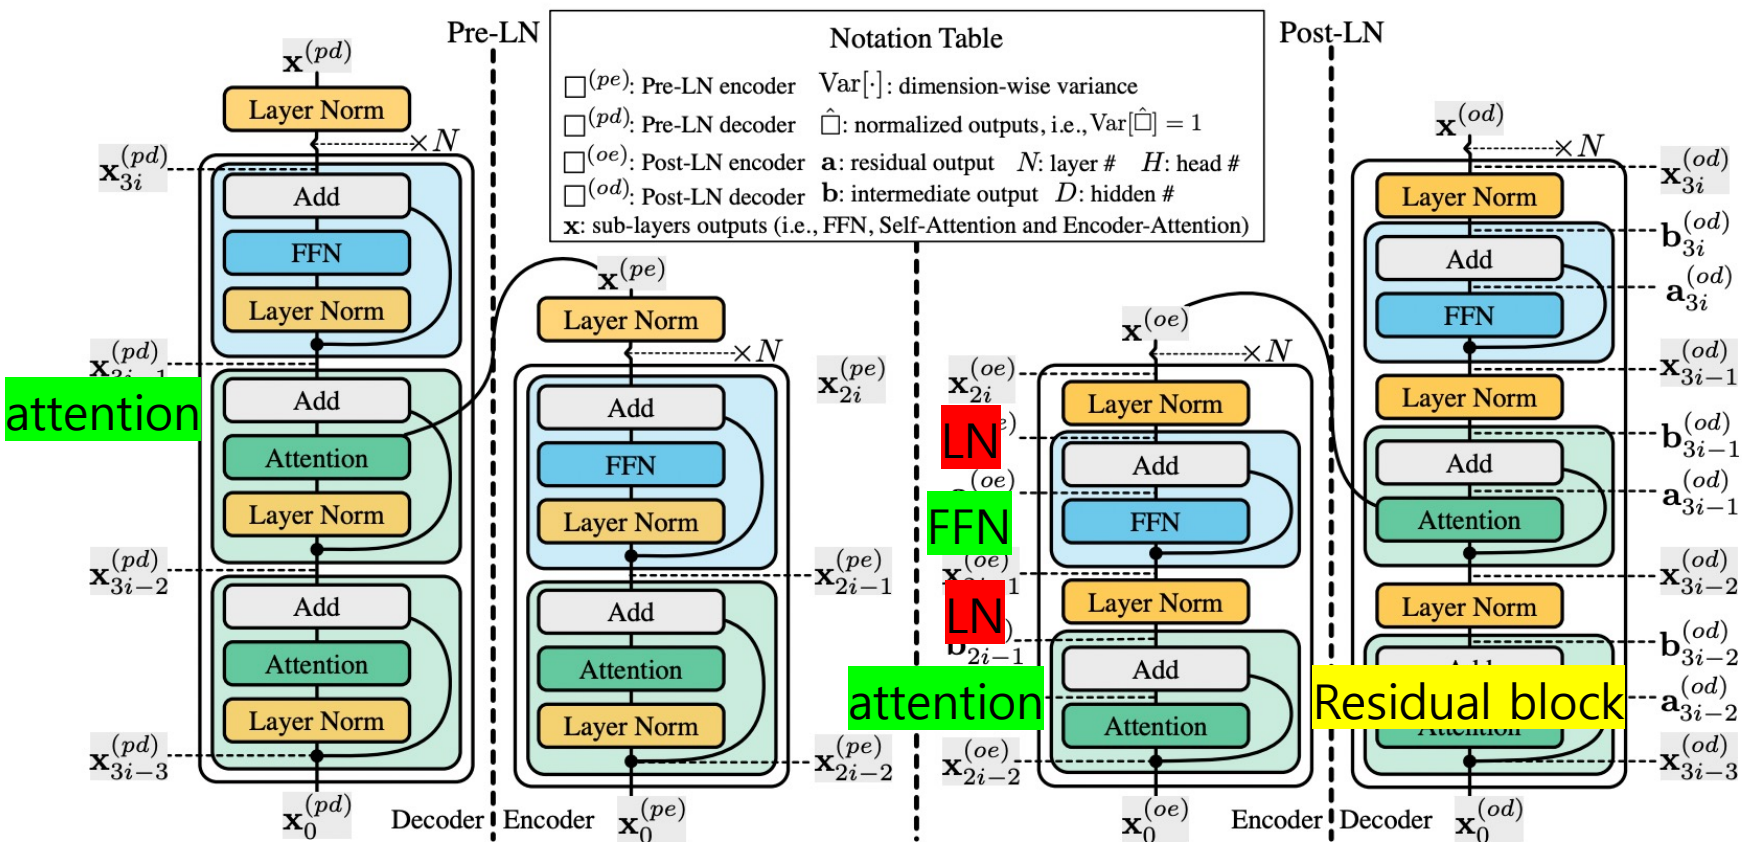 Pre-LN
Post-LN
Notation Table
□^(pe): Pre-LN encoder Var[·]: dimension-wise variance
□^(pd): Pre-LN decoder □̂: normalized outputs, i.e., Var[□̂] = 1
□^(oe): Post-LN encoder a: residual output N: layer # H: head #
□^(od): Post-LN decoder b: intermediate output D: hidden #
x: sub-layers outputs (i.e., FFN, Self-Attention and Encoder-Attention)
x^(pd)
Layer Norm
×N
x_3i^(pd)
Add
FFN
Layer Norm
attention
Add
Attention
Layer Norm
x_3i−2^(pd)
Add
Attention
Layer Norm
x_3i−3^(pd)
x_0^(pd)
Decoder
x^(pe)
Layer Norm
×N
x_2i^(pe)
Add
FFN
Layer Norm
x_2i−1^(pe)
Add
Attention
Layer Norm
x_2i−2^(pe)
Encoder
x_0^(pe)
x^(oe)
×N
x_2i^(oe)
Layer Norm
LN
Add
FFN
FFN
Layer Norm
LN
Add
attention
Attention
x_2i−2^(oe)
x_0^(oe)
Encoder
x^(od)
×N
x_3i^(od)
Layer Norm
b_3i^(od)
Add
a_3i^(od)
FFN
x_3i−1^(od)
Layer Norm
b_3i−1^(od)
Add
a_3i−1^(od)
Attention
x_3i−2^(od)
Layer Norm
b_3i−2^(od)
Residual block
a_3i−2^(od)
x_3i−3^(od)
Decoder
x_0^(od)